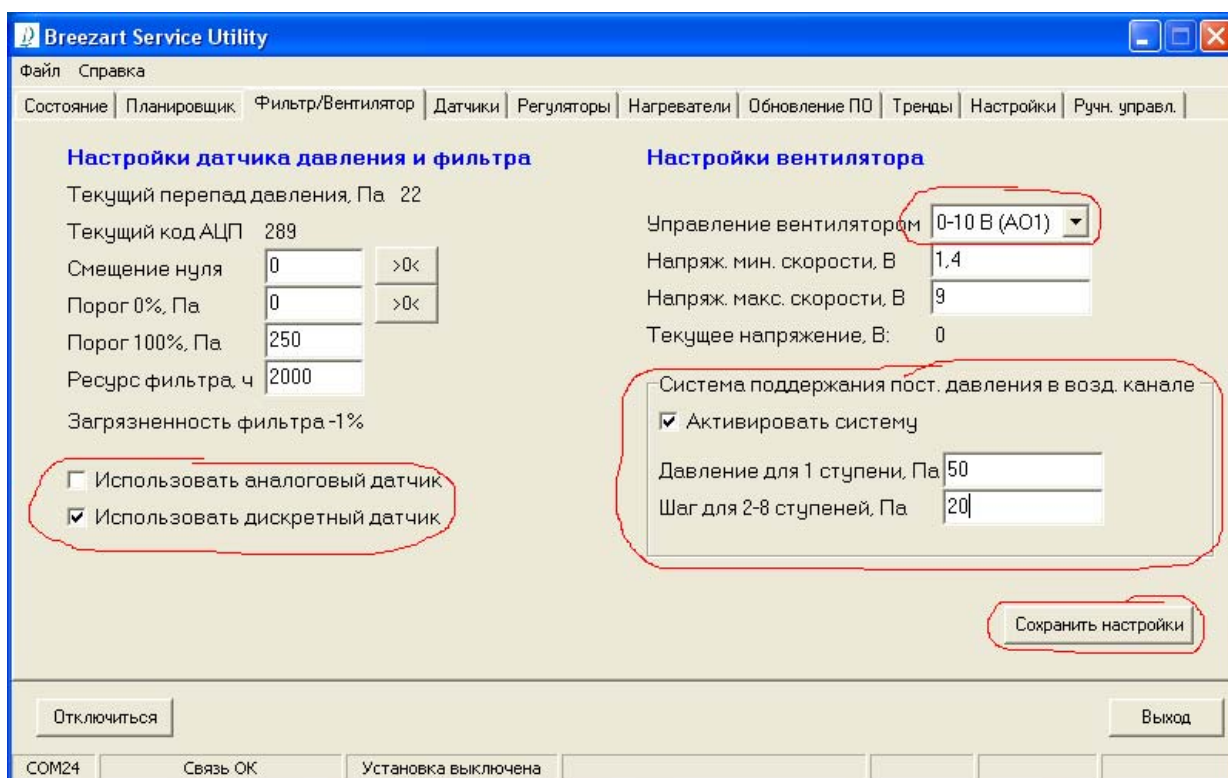 Breezart Service Utility
Файл Справка
Состояние Планировщик Фильтр/Вентилятор Датчики Регуляторы Нагреватели Обновление ПО Тренды Настройки Ручн. управл.
Настройки датчика давления и фильтра
Текущий перепад давления, Па 22
Текущий код АЦП 289
Смещение нуля 0 >0<
Порог 0%, Па 0 >0<
Порог 100%, Па 250
Ресурс фильтра, ч 2000
Загрязненность фильтра -1%
Использовать аналоговый датчик
Использовать дискретный датчик
Настройки вентилятора
Управление вентилятором 0-10 В (АО1)
Напряж. мин. скорости, В 1,4
Напряж. макс. скорости, В 9
Текущее напряжение, В: 0
Система поддержания пост. давления в возд. канале
Активировать систему
Давление для 1 ступени, Па 50
Шаг для 2-8 ступеней, Па 20
Сохранить настройки
Отключиться Выход
COM24 Связь ОК Установка выключена